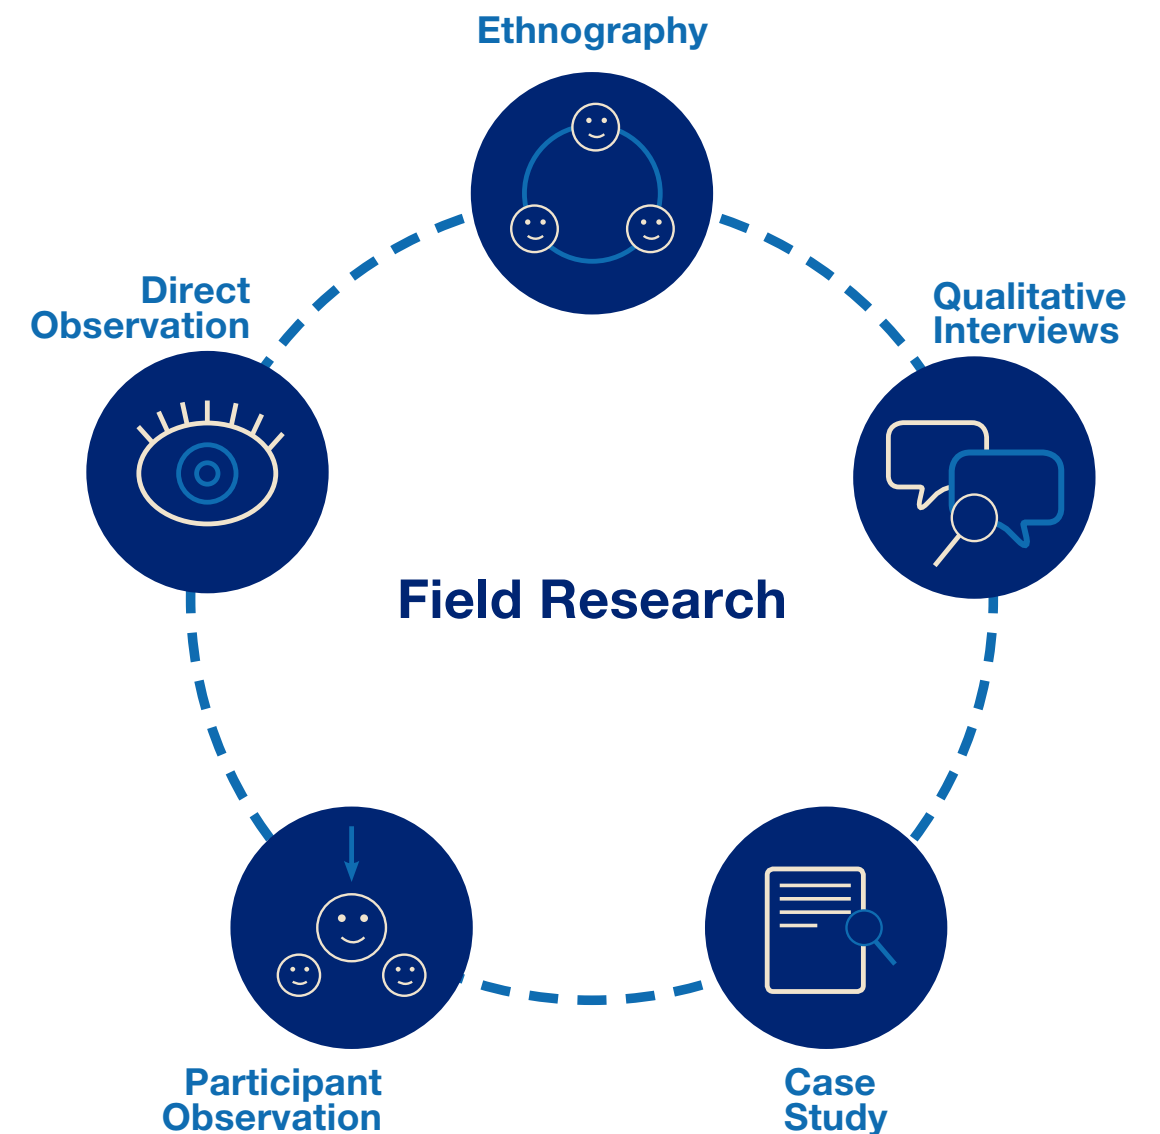 Ethnography
Direct
Observation
Qualitative
Interviews
Field Research
Participant
Observation
Case
Study